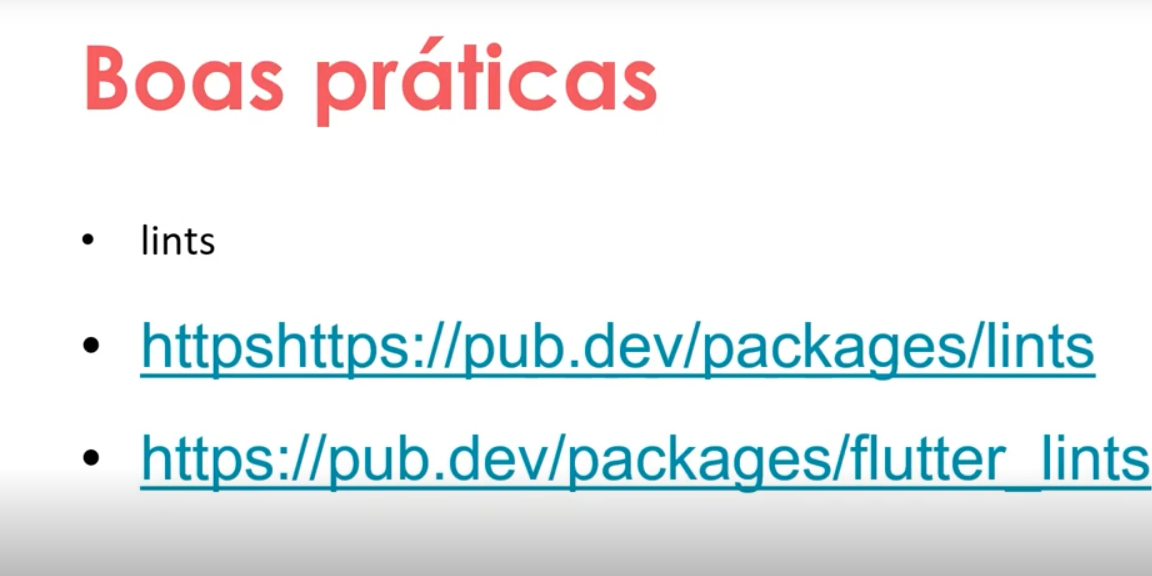 Boas práticas
• lints
• httpshttps://pub.dev/packages/lints
• https://pub.dev/packages/flutter_lints